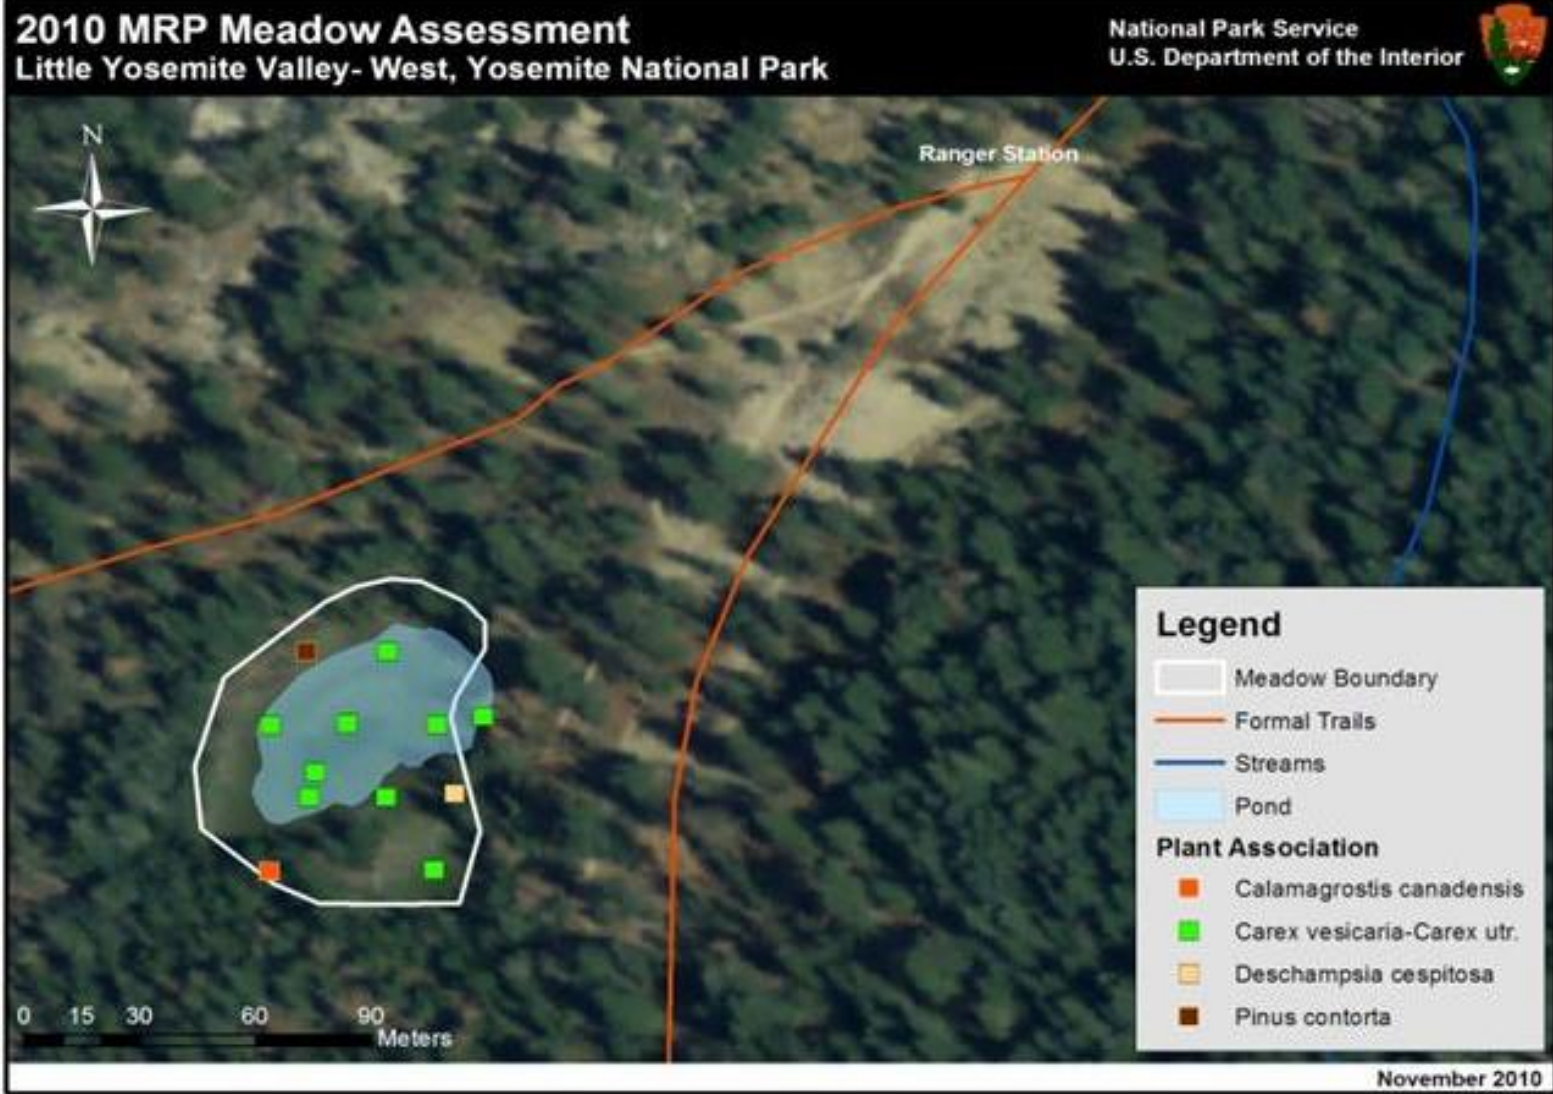 2010 MRP Meadow Assessment
Little Yosemite Valley- West, Yosemite National Park
National Park Service
U.S. Department of the Interior
N
Ranger Station
Legend
Meadow Boundary
Formal Trails
Streams
Pond
Plant Association
Calamagrostis canadensis
Carex vesicaria-Carex utr.
Deschampsia cespitosa
Pinus contorta
0 15 30 60 90
Meters
November 2010